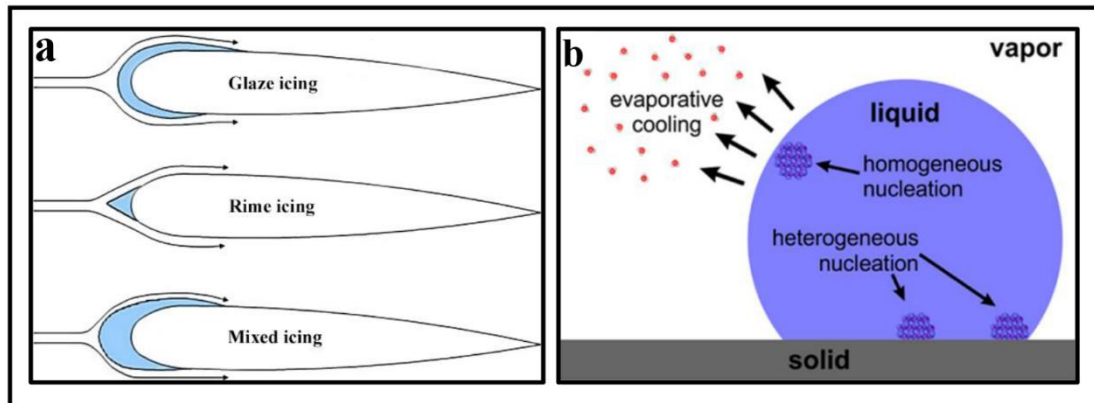 a
Glaze icing
Rime icing
Mixed icing
b
vapor
evaporative
cooling
liquid
homogeneous
nucleation
heterogeneous
nucleation
solid